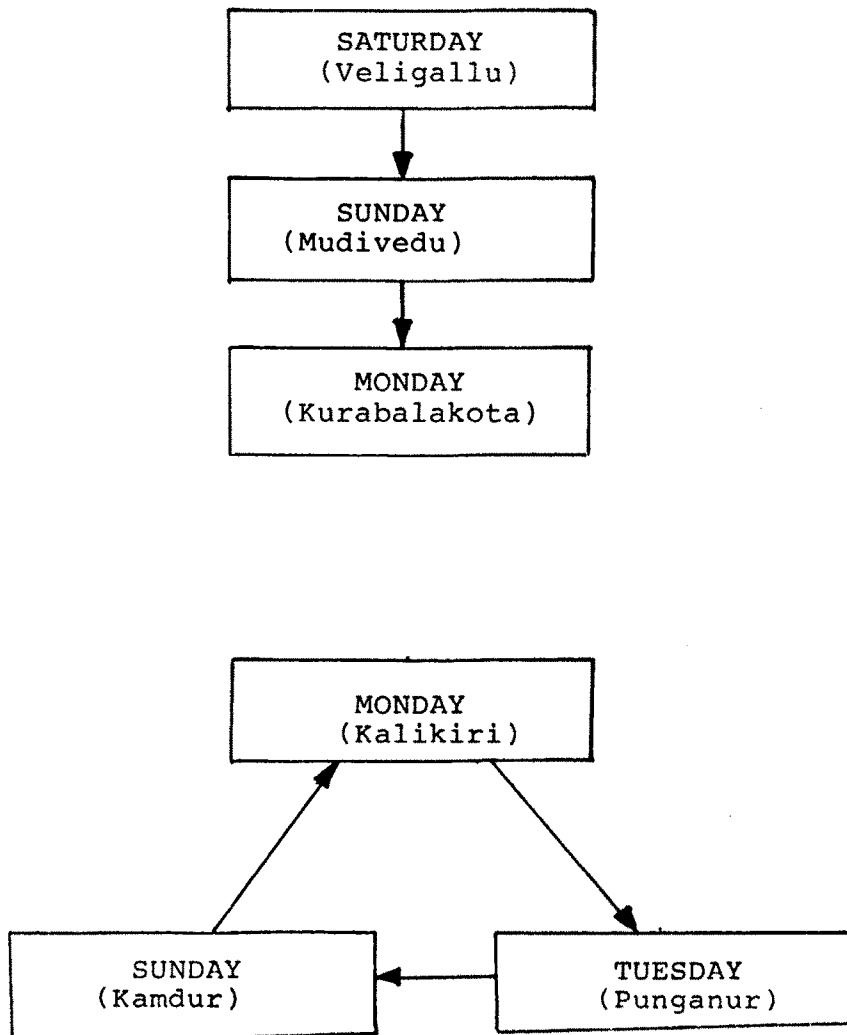 SATURDAY
(Veligallu)
SUNDAY
(Mudivedu)
MONDAY
(Kurabalakota)
MONDAY
(Kalikiri)
SUNDAY
(Kamdur)
TUESDAY
(Punganur)